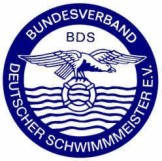 BUNDESVERBAND
BDS
DEUTSCHER SCHWIMMMEISTER E.V.